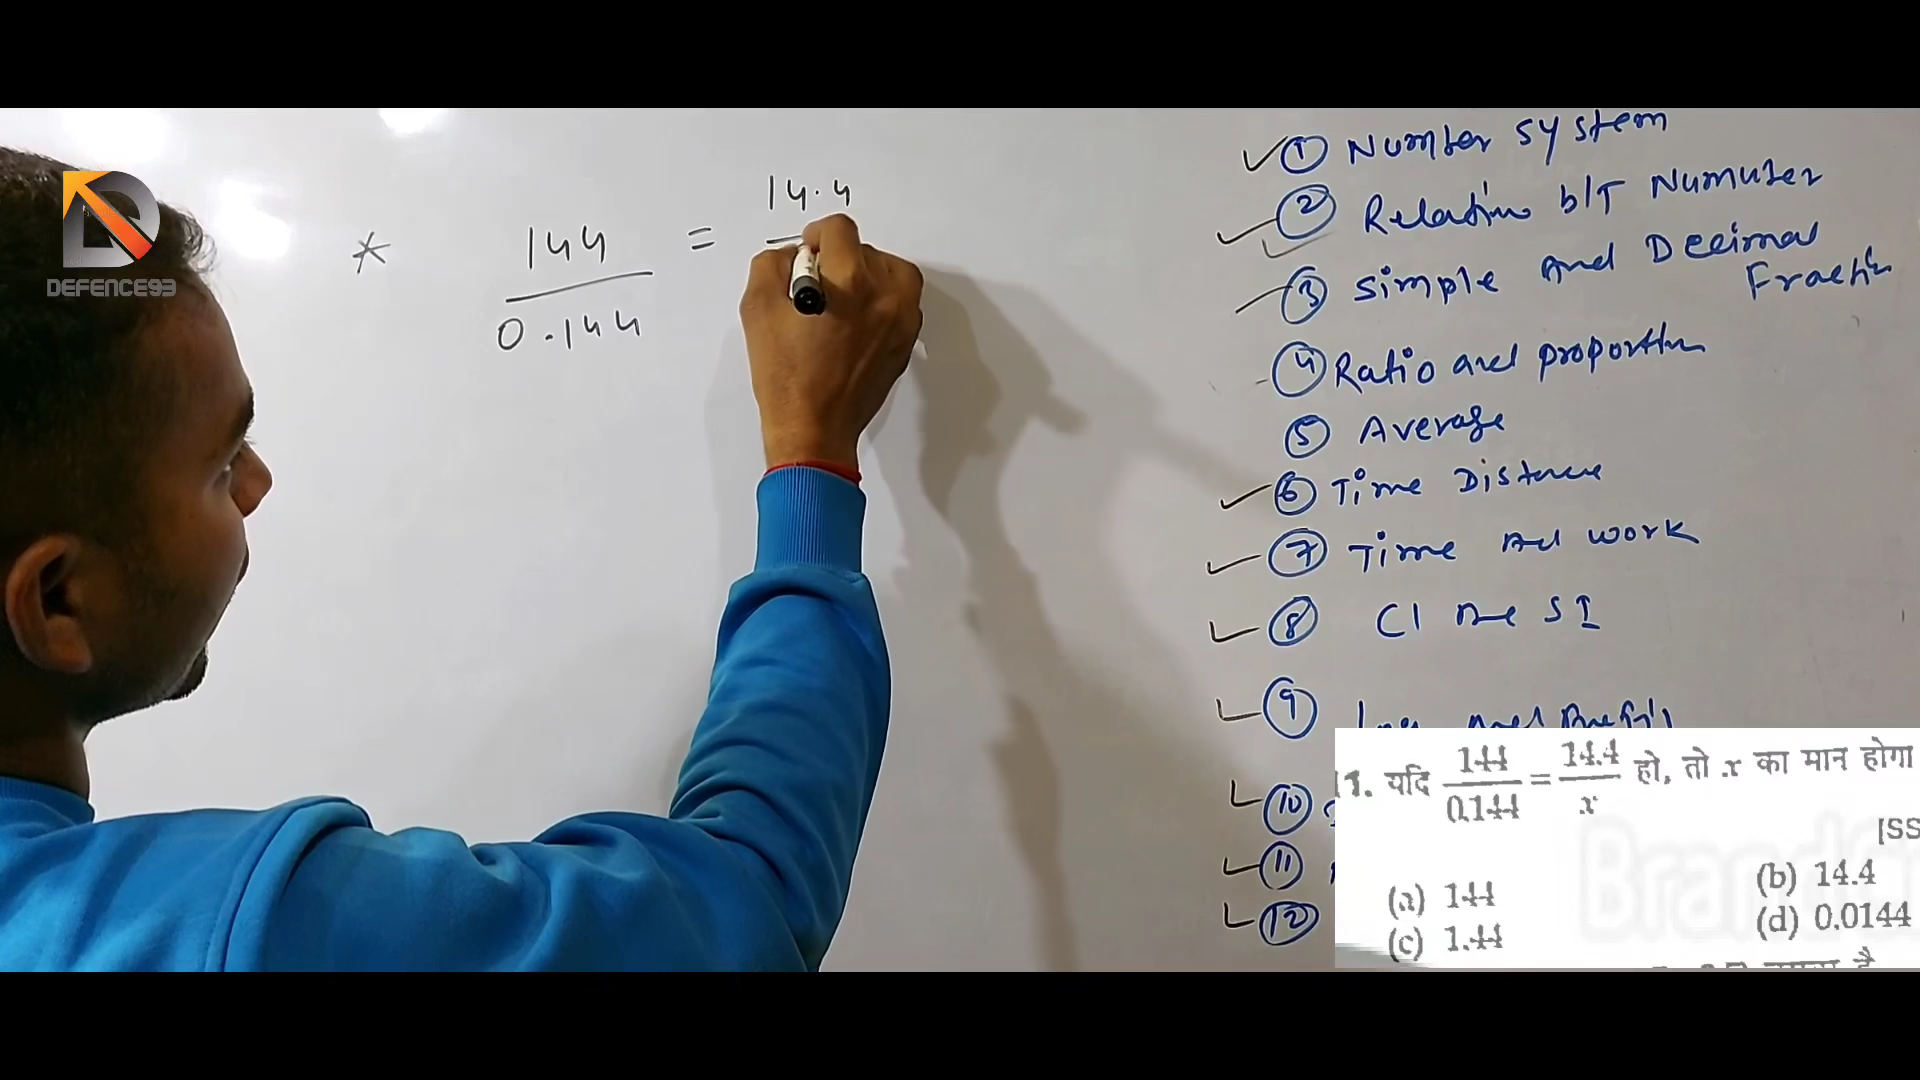 DEFENCE93
* 144 / 0.144 = 14.4
① Number System
② Relation b/T Numuber
③ Simple And Decimal
Fraction
④ Ratio and proportion
⑤ Average
⑥ Time Distance
⑦ Time And work
⑧ CI SI
⑨
⑩
⑪
⑫
1. यदि 144/0.144 = 14.4/x हो, तो x का मान होगा
[SS
(a) 144 (b) 14.4
(c) 1.44 (d) 0.0144